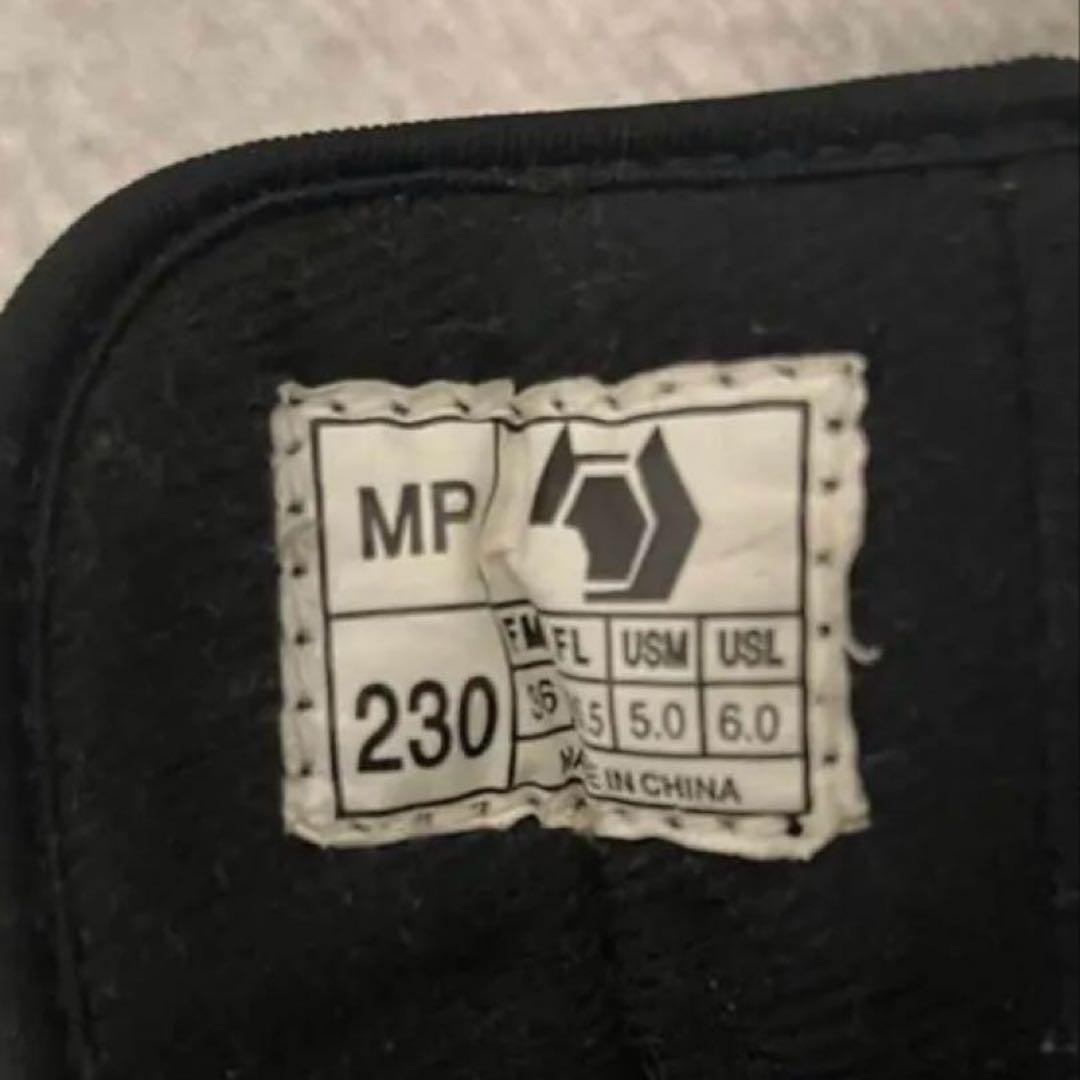 MP
230
FM FL USM USL
36 5.0 6.0
IN CHINA